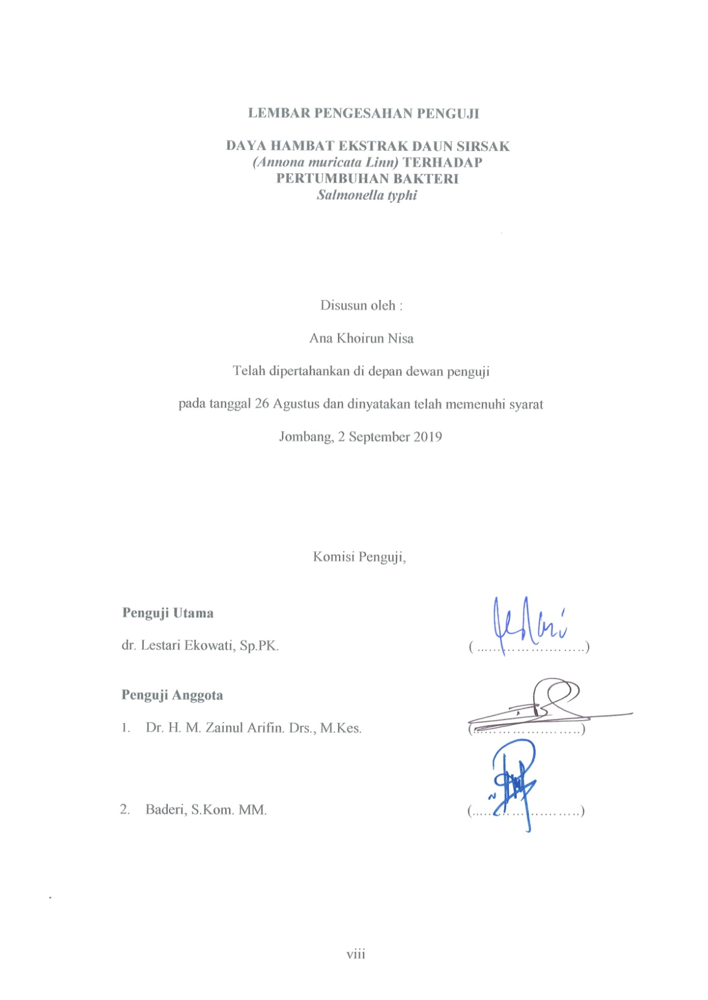 LEMBAR PENGESAHAN PENGUJI
DAYA HAMBAT EKSTRAK DAUN SIRSAK
(Annona muricata Linn) TERHADAP
PERTUMBUHAN BAKTERI
Salmonella typhi
Disusun oleh :
Ana Khoirun Nisa
Telah dipertahankan di depan dewan penguji
pada tanggal 26 Agustus dan dinyatakan telah memenuhi syarat
Jombang, 2 September 2019
Komisi Penguji,
Penguji Utama
dr. Lestari Ekowati, Sp.PK. (........................)
Penguji Anggota
1. Dr. H. M. Zainul Arifin. Drs., M.Kes. (........................)
2. Baderi, S.Kom. MM. (........................)
viii